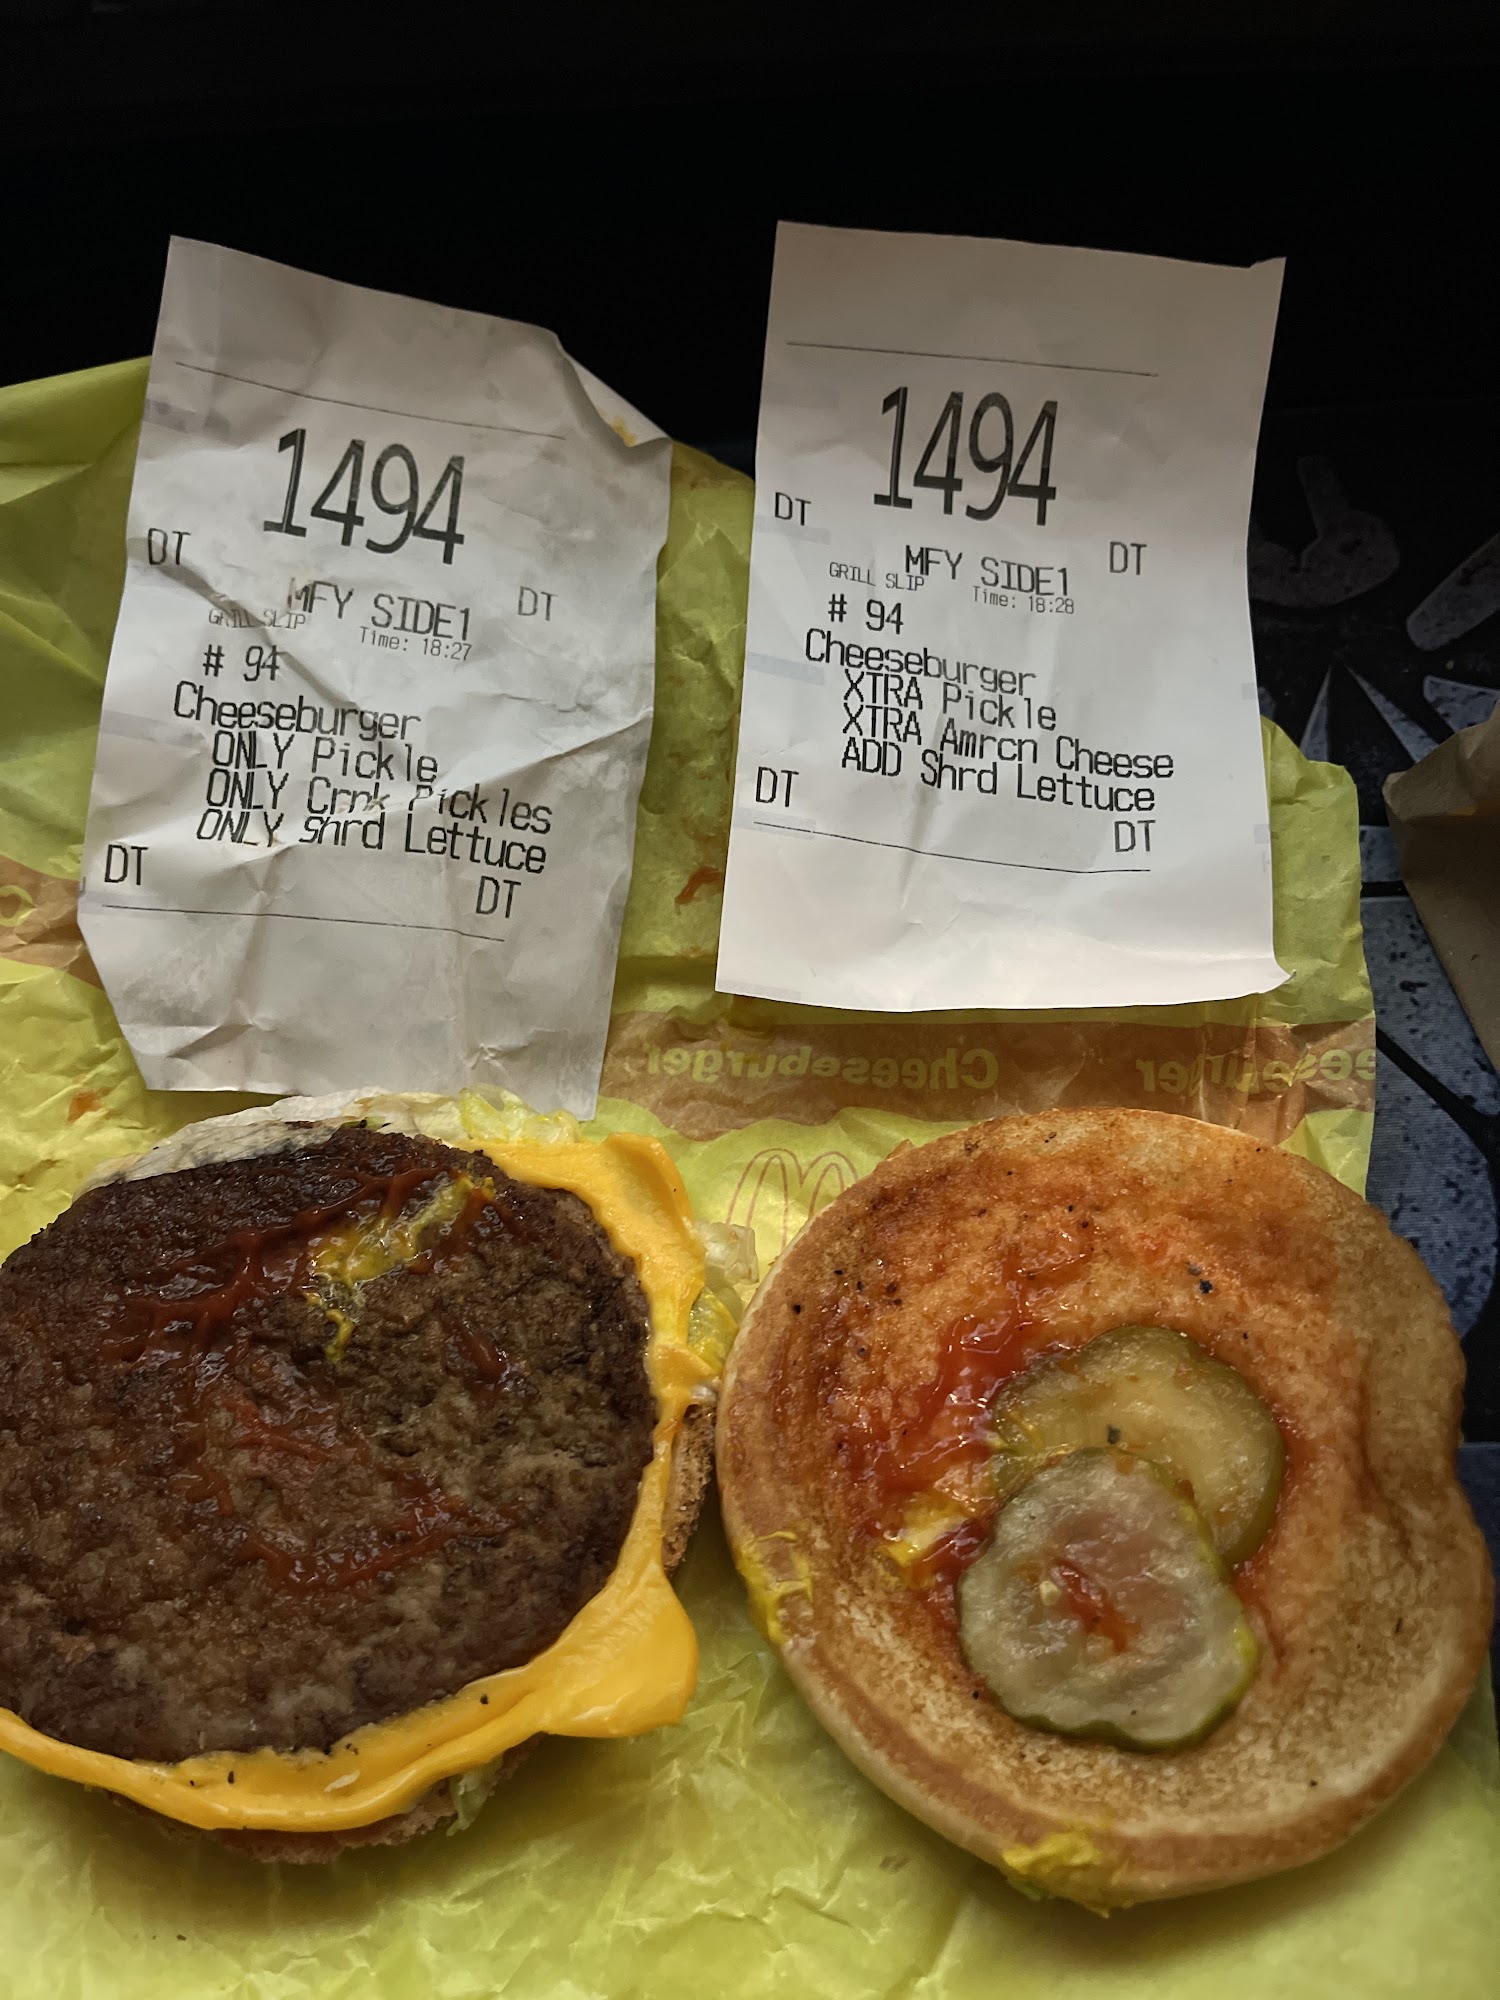 1494
DT
DT
MFY SIDE1
GRILL SLIP
Time: 18:27
# 94
Cheeseburger
ONLY Pickle
ONLY Crnk Pickles
ONLY Shrd Lettuce
DT
DT
1494
DT
DT
MFY SIDE1
GRILL SLIP
Time: 18:28
# 94
Cheeseburger
XTRA Pickle
XTRA Amrcn Cheese
ADD Shrd Lettuce
DT
DT
Cheeseburger
eeseburger